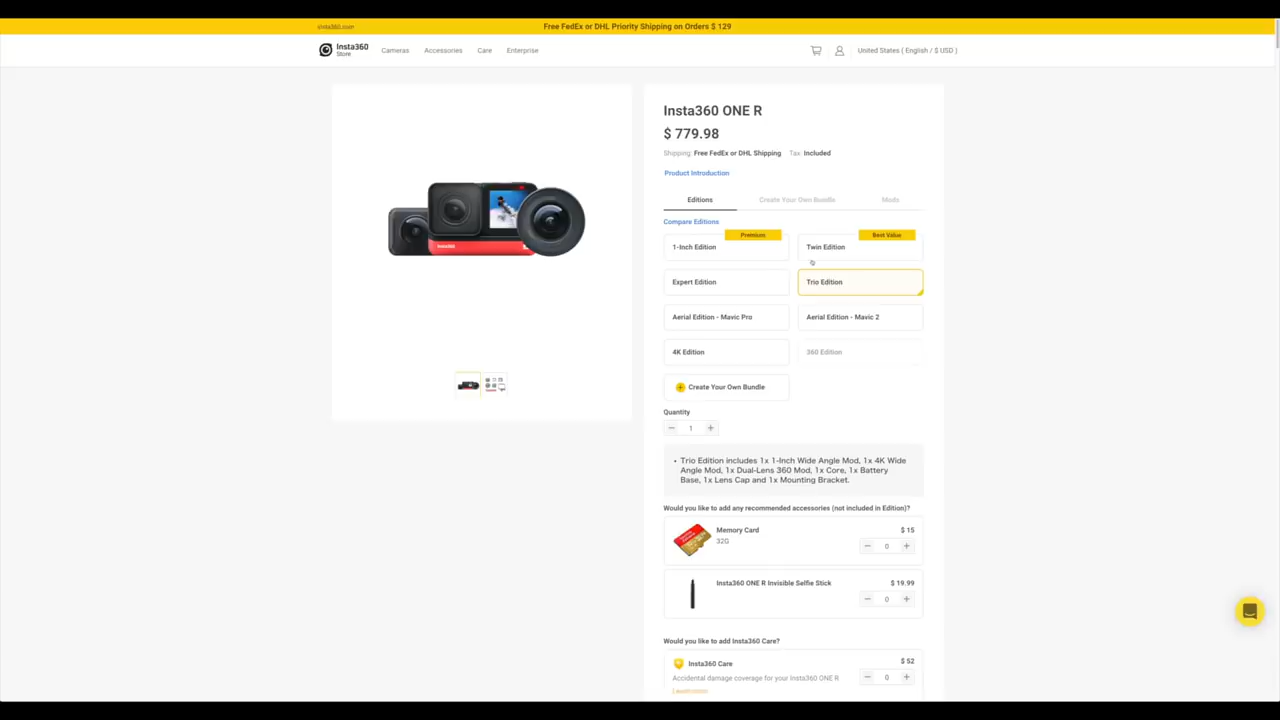 insta360.com
Free FedEx or DHL Priority Shipping on Orders $ 129
Insta360
Store
Cameras
Accessories
Care
Enterprise
United States ( English / $ USD )
Insta360 ONE R
$ 779.98
Shipping: Free FedEx or DHL Shipping Tax: Included
Product Introduction
Editions
Create Your Own Bundle
Mods
Compare Editions
Premium
1-Inch Edition
Best Value
Twin Edition
Expert Edition
Trio Edition
Aerial Edition - Mavic Pro
Aerial Edition - Mavic 2
4K Edition
360 Edition
+ Create Your Own Bundle
Quantity
− 1 +
• Trio Edition includes 1x 1-Inch Wide Angle Mod, 1x 4K Wide
Angle Mod, 1x Dual-Lens 360 Mod, 1x Core, 1x Battery
Base, 1x Lens Cap and 1x Mounting Bracket.
Would you like to add any recommended accessories (not included in Edition)?
Memory Card
$ 15
32G
− 0 +
Insta360 ONE R Invisible Selfie Stick
$ 19.99
− 0 +
Would you like to add Insta360 Care?
Insta360 Care
$ 52
Accidental damage coverage for your Insta360 ONE R
− 0 +